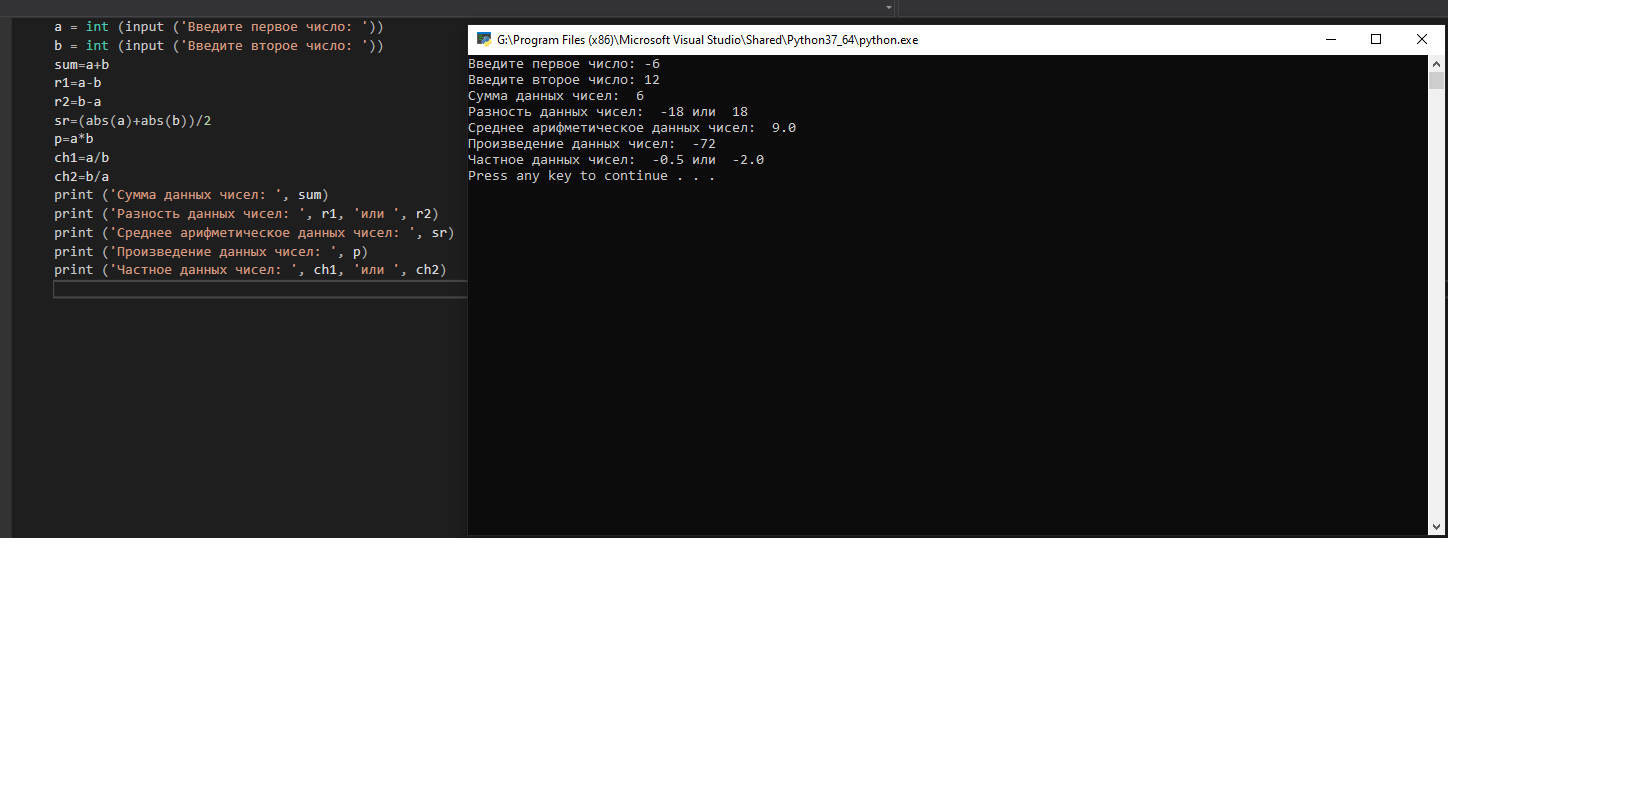 a = int (input ('Введите первое число: '))
b = int (input ('Введите второе число: '))
sum=a+b
r1=a-b
r2=b-a
sr=(abs(a)+abs(b))/2
p=a*b
ch1=a/b
ch2=b/a
print ('Сумма данных чисел: ', sum)
print ('Разность данных чисел: ', r1, 'или ', r2)
print ('Среднее арифметическое данных чисел: ', sr)
print ('Произведение данных чисел: ', p)
print ('Частное данных чисел: ', ch1, 'или ', ch2)
G:\Program Files (x86)\Microsoft Visual Studio\Shared\Python37_64\python.exe
Введите первое число: -6
Введите второе число: 12
Сумма данных чисел:  6
Разность данных чисел:  -18 или  18
Среднее арифметическое данных чисел:  9.0
Произведение данных чисел:  -72
Частное данных чисел:  -0.5 или  -2.0
Press any key to continue . . .